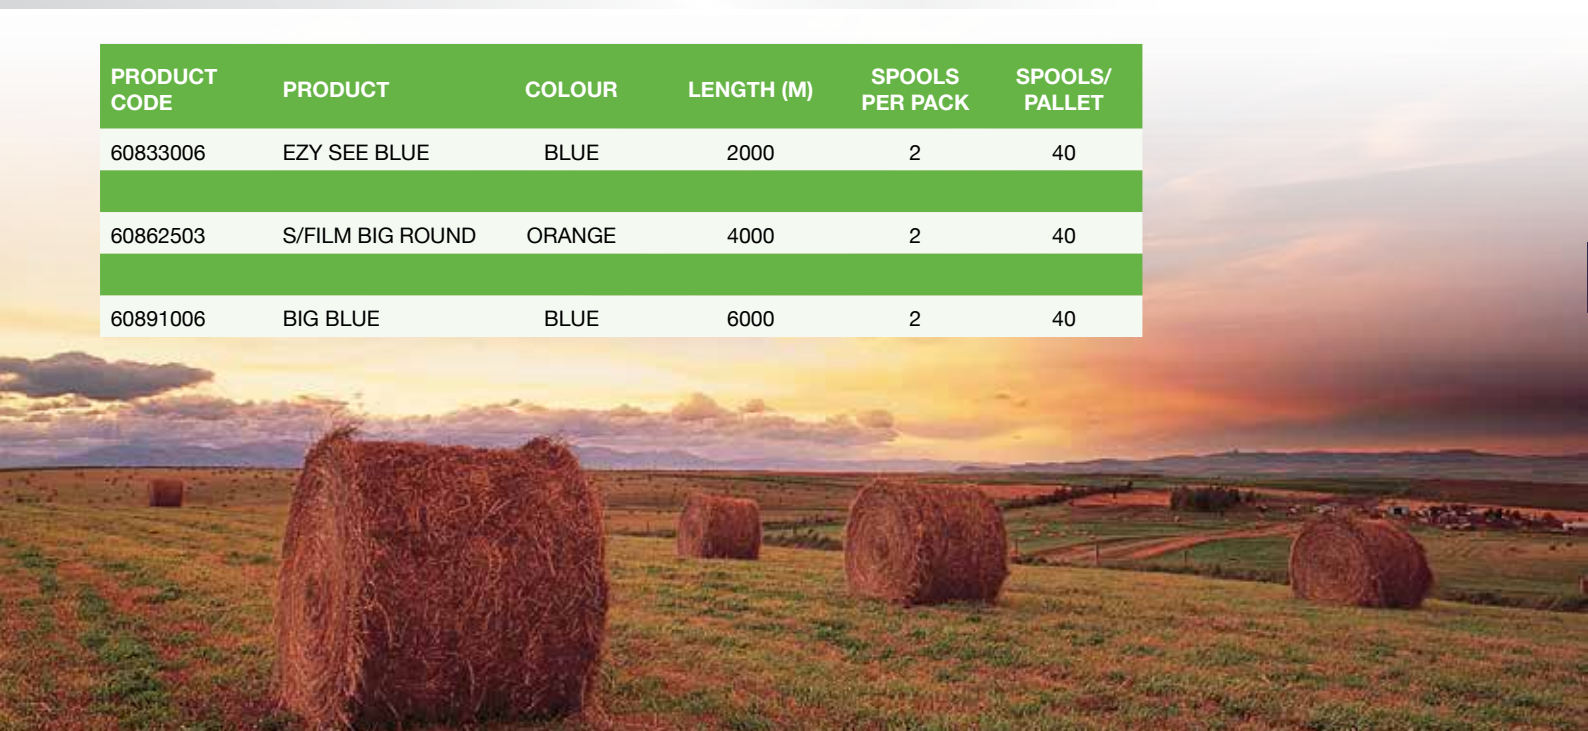 PRODUCT CODE PRODUCT COLOUR LENGTH (M) SPOOLS PER PACK SPOOLS/ PALLET
60833006 EZY SEE BLUE BLUE 2000 2 40
60862503 S/FILM BIG ROUND ORANGE 4000 2 40
60891006 BIG BLUE BLUE 6000 2 40